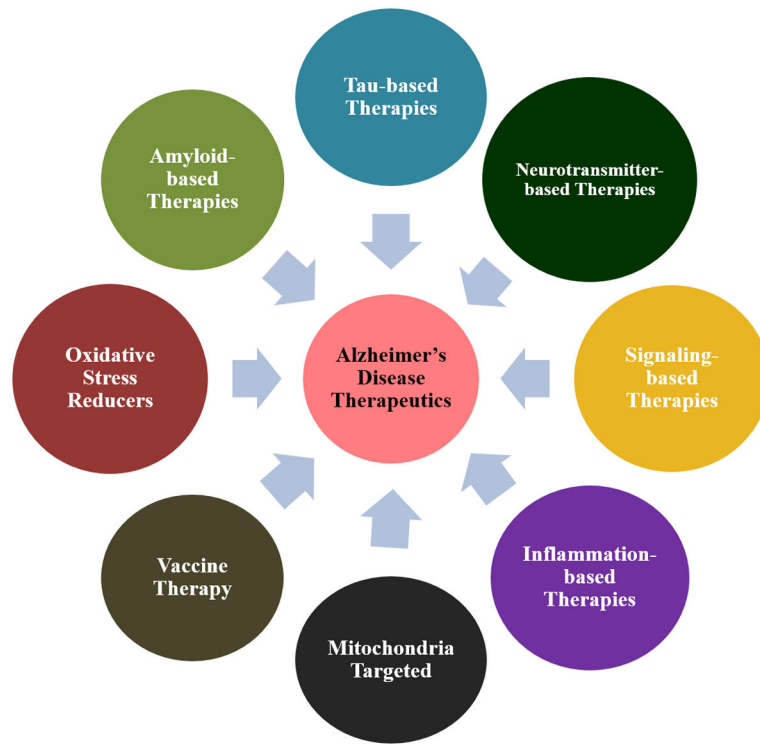 Tau-based
Therapies
Amyloid-
based
Therapies
Neurotransmitter-
based Therapies
Oxidative
Stress
Reducers
Alzheimer’s
Disease
Therapeutics
Signaling-
based
Therapies
Vaccine
Therapy
Inflammation-
based
Therapies
Mitochondria
Targeted